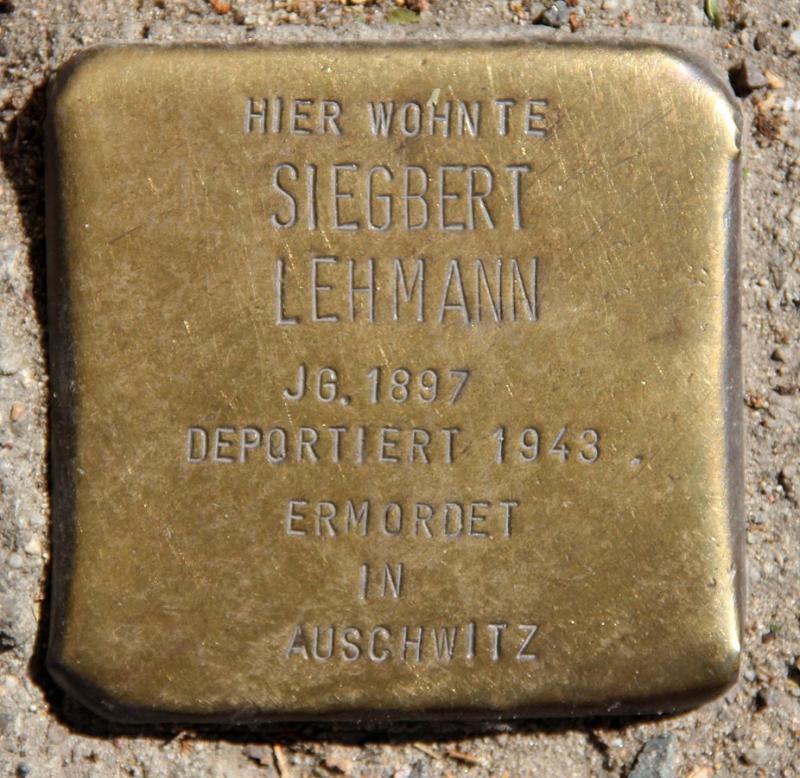 HIER WOHNTE
SIEGBERT
LEHMANN
JG. 1897
DEPORTIERT 1943 .
ERMORDET
IN
AUSCHWITZ